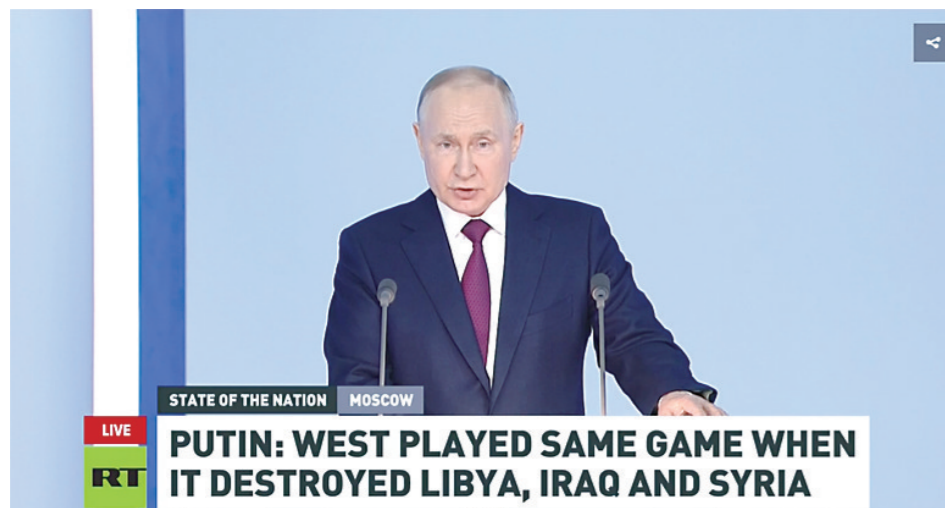 STATE OF THE NATION MOSCOW
LIVE
PUTIN: WEST PLAYED SAME GAME WHEN
RT
IT DESTROYED LIBYA, IRAQ AND SYRIA